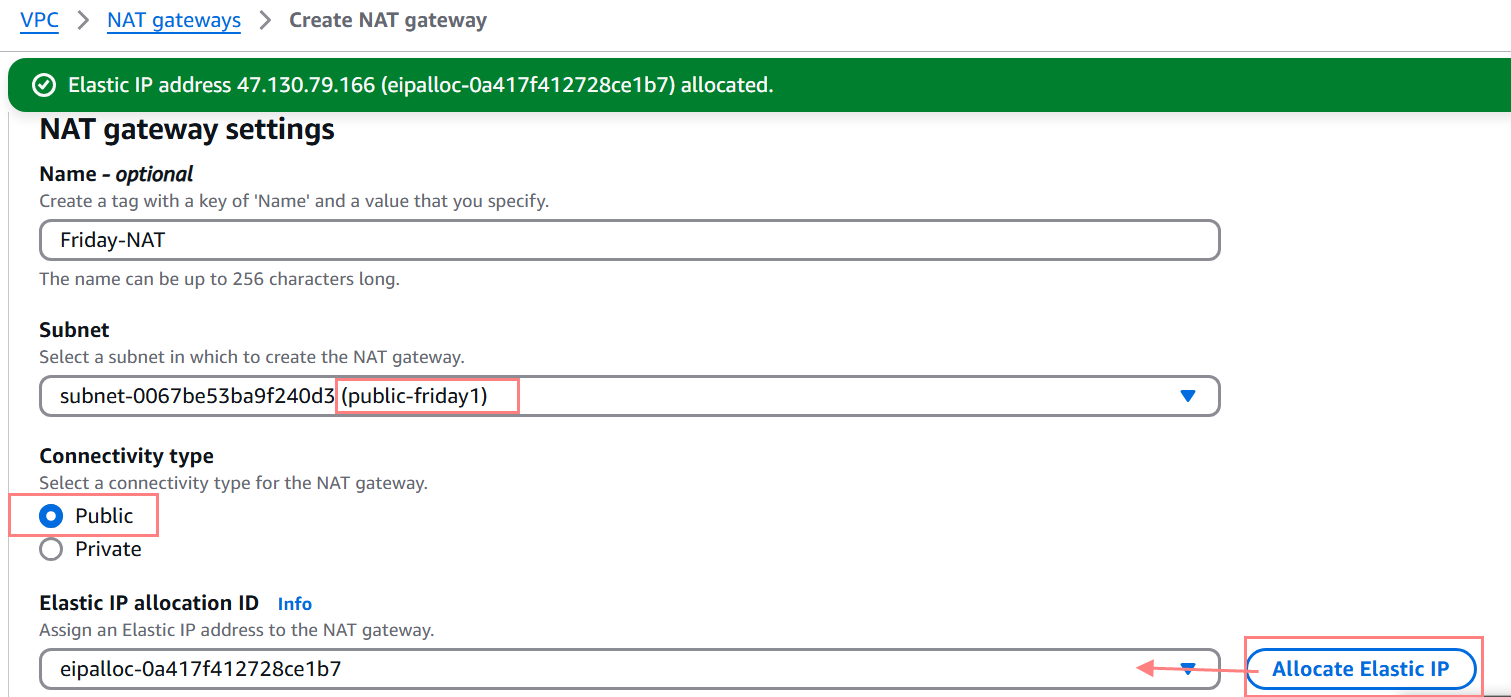 VPC > NAT gateways > Create NAT gateway
Elastic IP address 47.130.79.166 (eipalloc-0a417f412728ce1b7) allocated.
NAT gateway settings
Name - optional
Create a tag with a key of 'Name' and a value that you specify.
Friday-NAT
The name can be up to 256 characters long.
Subnet
Select a subnet in which to create the NAT gateway.
subnet-0067be53ba9f240d3 (public-friday1)
Connectivity type
Select a connectivity type for the NAT gateway.
Public
Private
Elastic IP allocation ID Info
Assign an Elastic IP address to the NAT gateway.
eipalloc-0a417f412728ce1b7 Allocate Elastic IP